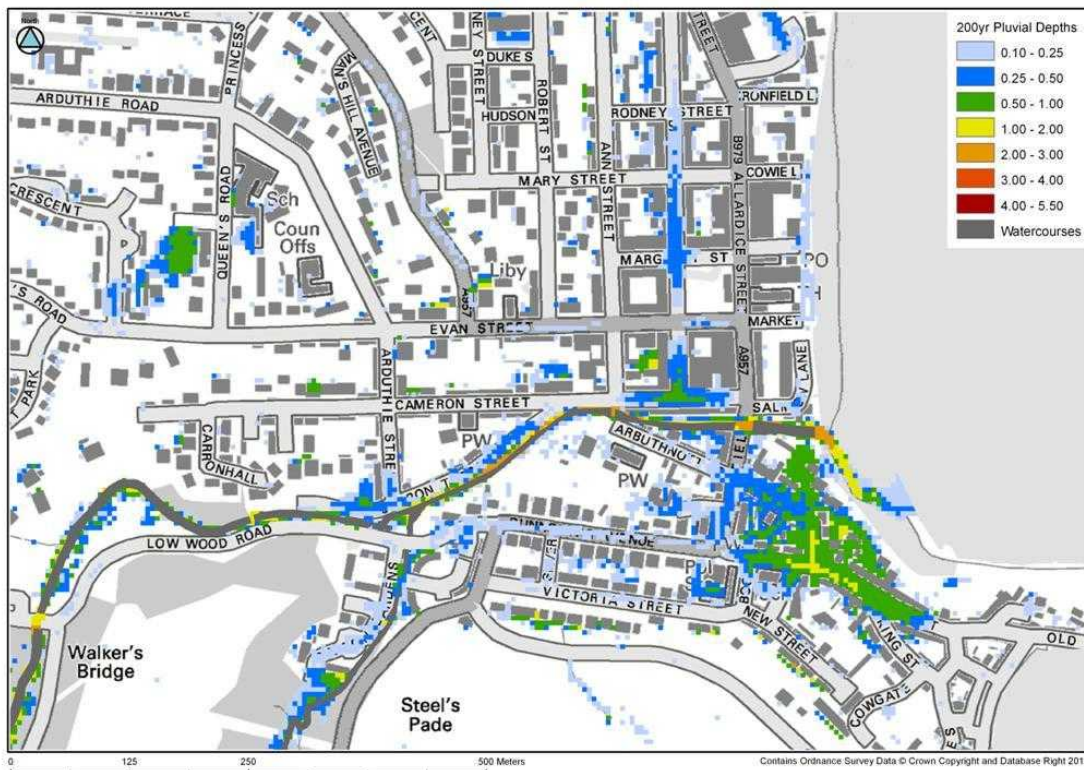 North
200yr Pluvial Depths
0.10 - 0.25
0.25 - 0.50
0.50 - 1.00
1.00 - 2.00
2.00 - 3.00
3.00 - 4.00
4.00 - 5.50
Watercourses
PRINCESS
DUKE S
ARDUTHIE ROAD
HUDSON
ROBERT ST
RODNEY STREET
B979 ALLARDICE STREET
MARY STREET
COWIE L
ANN STREET
CRESCENT
QUEEN'S ROAD
Sch
Coun
Offs
MARG ST
PO
Liby
A957
EVAN STREET
MARKET
A957
LANE
ARDUTHIE STRE
CAMERON STREET
PW
CARRONHALL
ARBUTHNOTT
PW
LOW WOOD ROAD
VICTORIA STREET
NEW STREET
KING ST
OLD
COWGATE
Walker's
Bridge
Steel's
Pade
0 125 250 500 Meters
Contains Ordnance Survey Data © Crown Copyright and Database Right 201